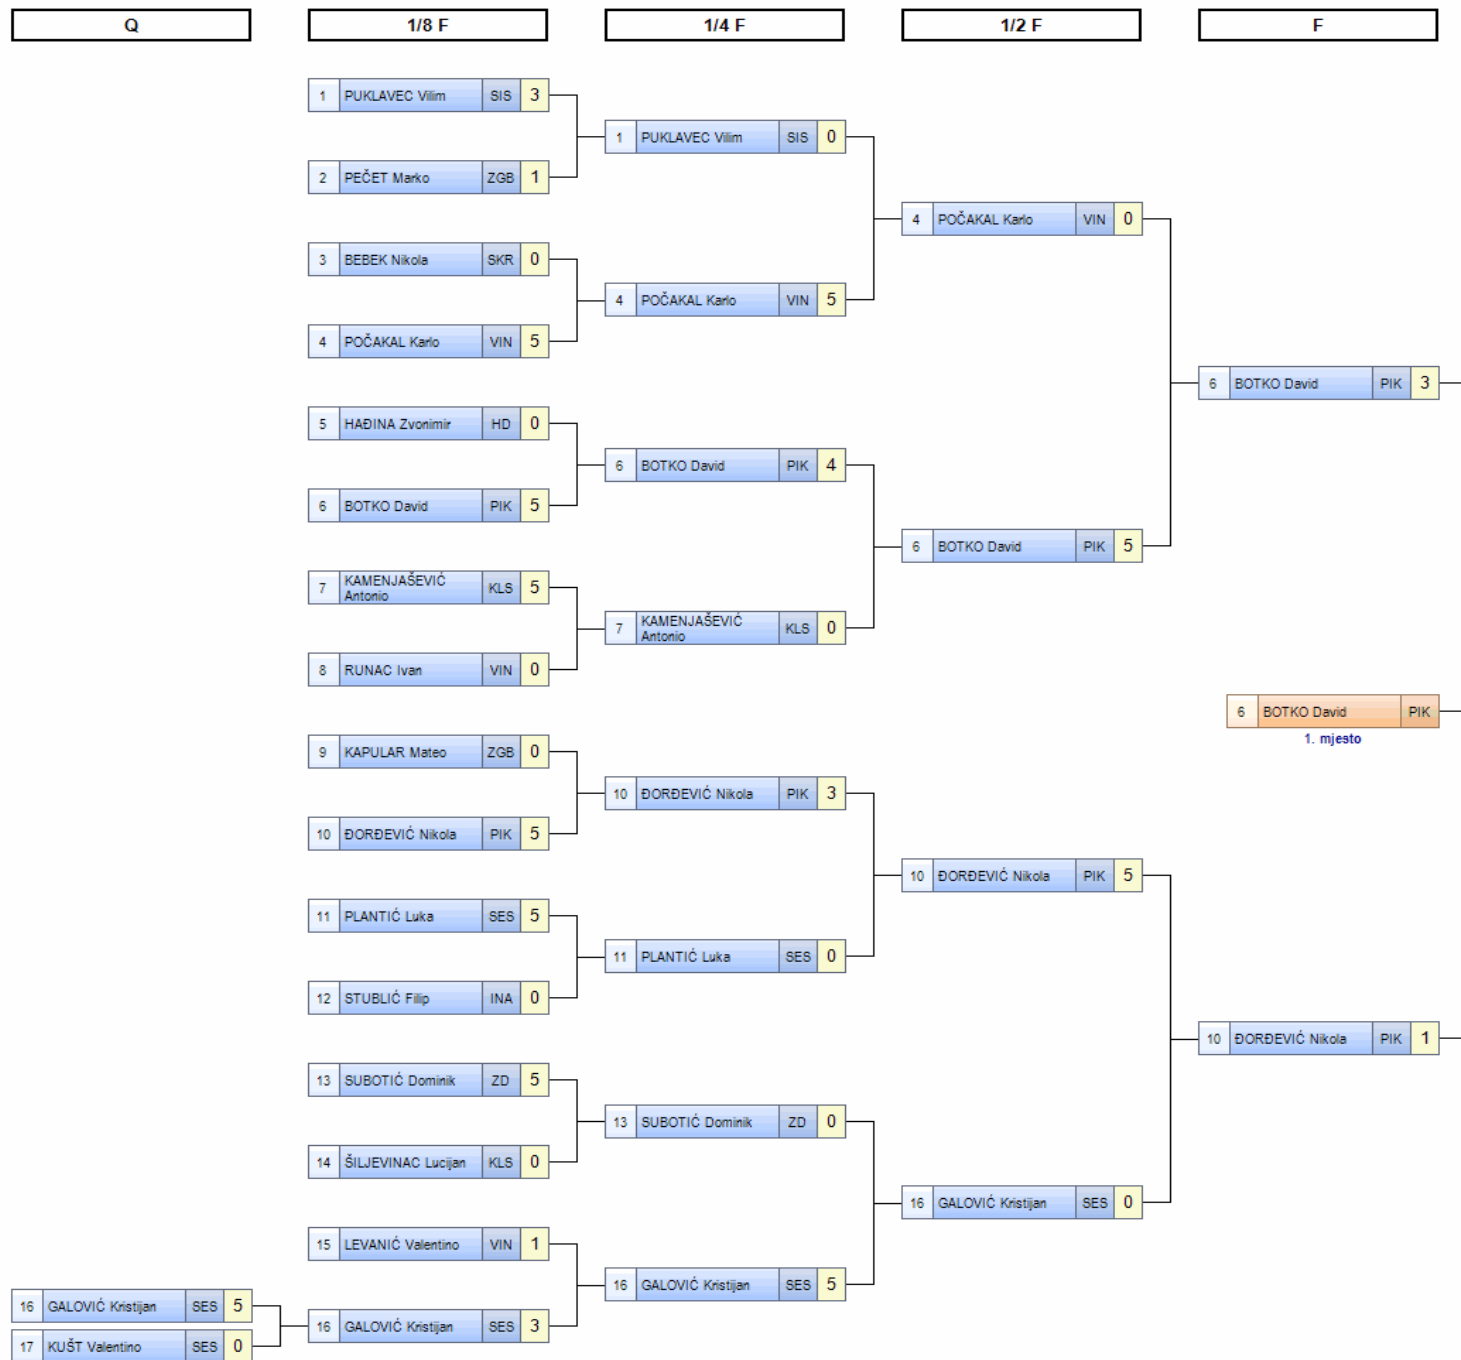 Q 1/8 F 1/4 F 1/2 F F
1 PUKLAVEC Vilim SIS 3
1 PUKLAVEC Vilim SIS 0
2 PEČET Marko ZGB 1
4 POČAKAL Karlo VIN 0
3 BEBEK Nikola SKR 0
4 POČAKAL Karlo VIN 5
4 POČAKAL Karlo VIN 5
6 BOTKO David PIK 3
5 HAĐINA Zvonimir HD 0
6 BOTKO David PIK 4
6 BOTKO David PIK 5
6 BOTKO David PIK 5
7 KAMENJAŠEVIĆ
Antonio KLS 5
7 KAMENJAŠEVIĆ
Antonio KLS 0
8 RUNAC Ivan VIN 0
6 BOTKO David PIK
1. mjesto
9 KAPULAR Mateo ZGB 0
10 ĐORĐEVIĆ Nikola PIK 3
10 ĐORĐEVIĆ Nikola PIK 5
10 ĐORĐEVIĆ Nikola PIK 5
11 PLANTIĆ Luka SES 5
11 PLANTIĆ Luka SES 0
12 STUBLIĆ Filip INA 0
10 ĐORĐEVIĆ Nikola PIK 1
13 SUBOTIĆ Dominik ZD 5
13 SUBOTIĆ Dominik ZD 0
14 ŠILJEVINAC Lucijan KLS 0
16 GALOVIĆ Kristijan SES 0
15 LEVANIĆ Valentino VIN 1
16 GALOVIĆ Kristijan SES 5
16 GALOVIĆ Kristijan SES 5
16 GALOVIĆ Kristijan SES 3
17 KUŠT Valentino SES 0